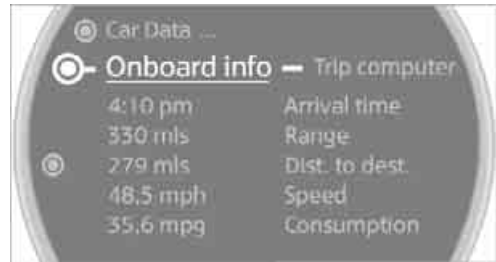 Car Data ...
Onboard info Trip computer
4:10 pm Arrival time
330 mls Range
279 mls Dist. to dest.
48.5 mph Speed
35.6 mpg Consumption